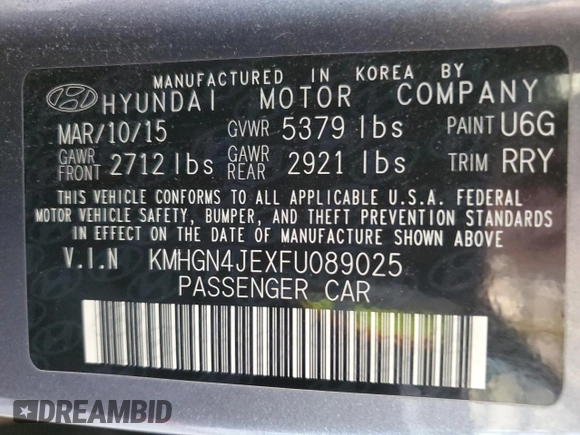 MANUFACTURED IN KOREA BY
HYUNDAI MOTOR COMPANY
MAR/10/15 GVWR 5379 lbs PAINT U6G
GAWR FRONT 2712 lbs GAWR REAR 2921 lbs TRIM RRY
THIS VEHICLE CONFORMS TO ALL APPLICABLE U.S.A. FEDERAL
MOTOR VEHICLE SAFETY, BUMPER, AND THEFT PREVENTION STANDARDS
IN EFFECT ON THE DATE OF MANUFACTURE SHOWN ABOVE
V.I.N KMHGN4JEXFU089025
PASSENGER CAR
DREAMBID